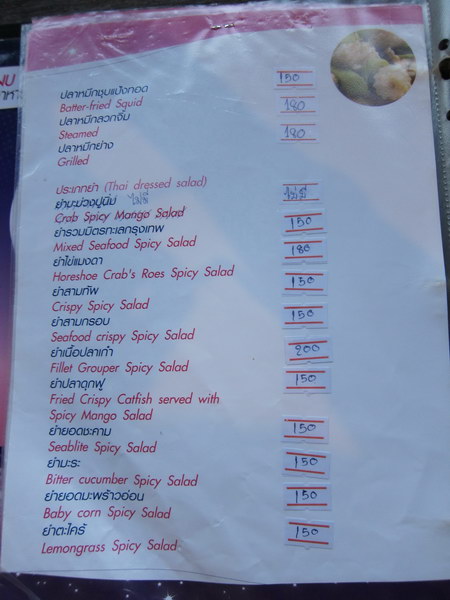 ปลาหมึกชุบแป้งทอด 150
Batter-fried Squid
ปลาหมึกลวกจิ้ม 180
Steamed
ปลาหมึกย่าง 180
Grilled
ประเภทยำ (Thai dressed salad)
ยำมะม่วงปูนิ่ม ไม่มี ไม่มี
Crab Spicy Mango Salad
ยำรวมมิตรทะเลกรุงเทพ 150
Mixed Seafood Spicy Salad
ยำไข่แมงดา 180
Horeshoe Crab's Roes Spicy Salad
ยำสามทัพ 150
Crispy Spicy Salad
ยำสามกรอบ 150
Seafood crispy Spicy Salad
ยำเนื้อปลาเก๋า 200
Fillet Grouper Spicy Salad
ยำปลาดุกฟู 150
Fried Crispy Catfish served with
Spicy Mango Salad
ยำยอดชะคาม 150
Seablite Spicy Salad
ยำมะระ 150
Bitter cucumber Spicy Salad
ยำยอดมะพร้าวอ่อน 150
Baby corn Spicy Salad
ยำตะไคร้ 150
Lemongrass Spicy Salad